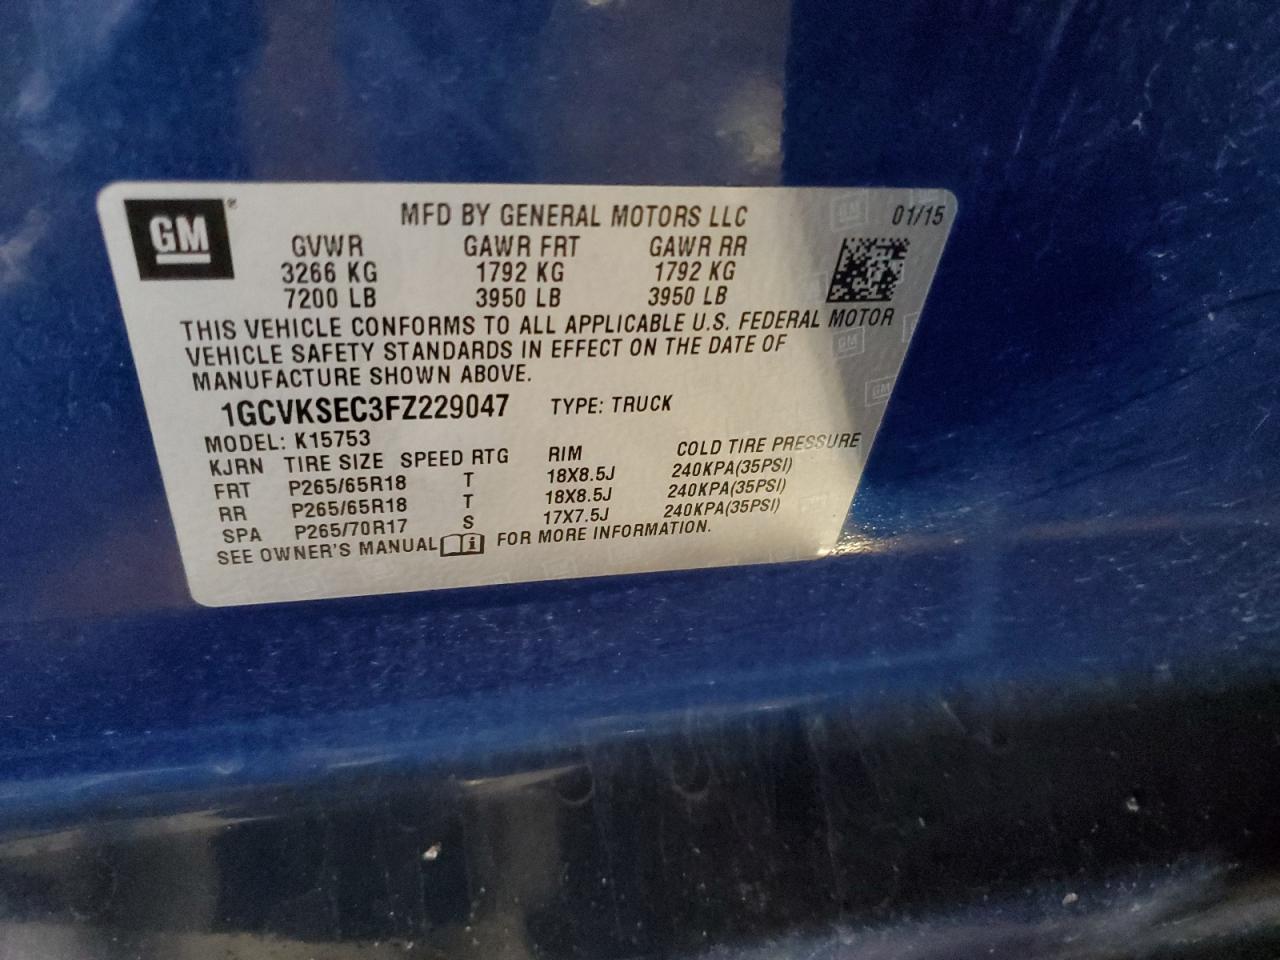 GM®
MFD BY GENERAL MOTORS LLC 01/15
GVWR GAWR FRT GAWR RR
3266 KG 1792 KG 1792 KG
7200 LB 3950 LB 3950 LB
THIS VEHICLE CONFORMS TO ALL APPLICABLE U.S. FEDERAL MOTOR
VEHICLE SAFETY STANDARDS IN EFFECT ON THE DATE OF
MANUFACTURE SHOWN ABOVE.
1GCVKSEC3FZ229047 TYPE: TRUCK
MODEL: K15753
KJRN TIRE SIZE SPEED RTG RIM COLD TIRE PRESSURE
FRT P265/65R18 T 18X8.5J 240KPA(35PSI)
RR P265/65R18 T 18X8.5J 240KPA(35PSI)
SPA P265/70R17 S 17X7.5J 240KPA(35PSI)
SEE OWNER'S MANUAL i FOR MORE INFORMATION.